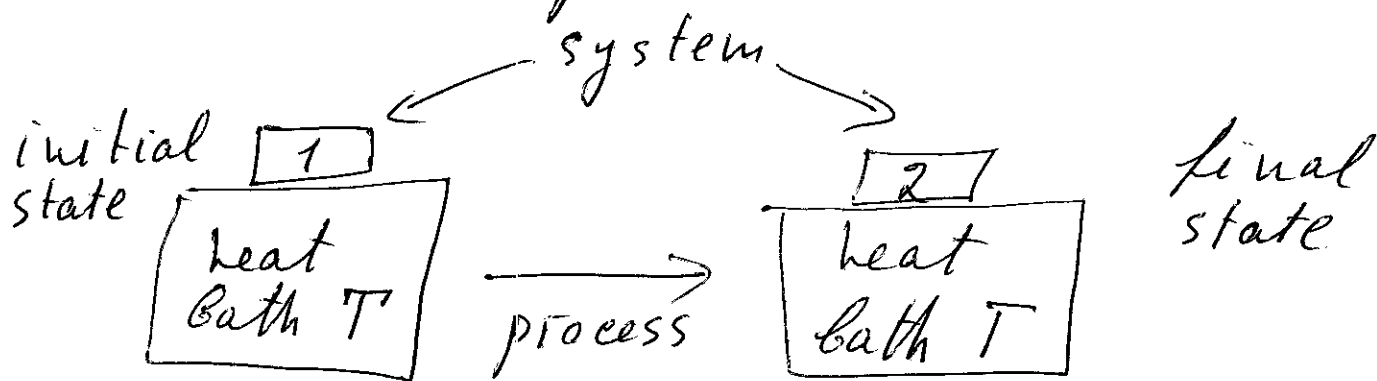 system
initial state
1
2
final state
heat bath T
process
heat bath T